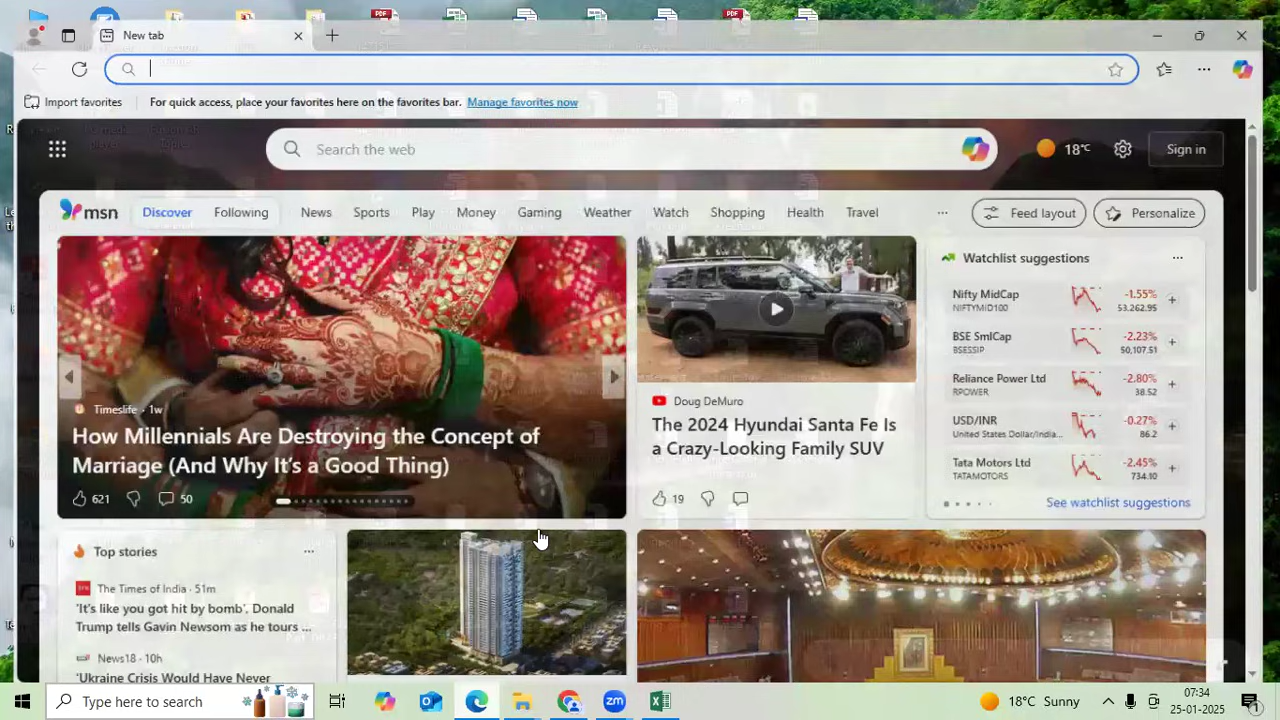 New tab
Import favorites
For quick access, place your favorites here on the favorites bar. Manage favorites now
Search the web
18°C
Sign in
msn
Discover
Following
News
Sports
Play
Money
Gaming
Weather
Watch
Shopping
Health
Travel
Feed layout
Personalize
Timeslife · 1w
How Millennials Are Destroying the Concept of
Marriage (And Why It's a Good Thing)
621
50
Doug DeMuro
The 2024 Hyundai Santa Fe Is
a Crazy-Looking Family SUV
19
Watchlist suggestions
Nifty MidCap -1.55%
NIFTYMID100 53,262.95
BSE SmlCap -2.23%
BSESSIP 50,107.51
Reliance Power Ltd -2.80%
RPOWER 38.52
USD/INR -0.27%
United States Dollar/India... 86.2
Tata Motors Ltd -2.45%
TATAMOTORS 734.10
See watchlist suggestions
Top stories
The Times of India · 51m
'It's like you got hit by bomb'. Donald
Trump tells Gavin Newsom as he tours ...
News18 · 10h
'Ukraine Crisis Would Have Never
Type here to search
18°C Sunny
07:34
25-01-2025